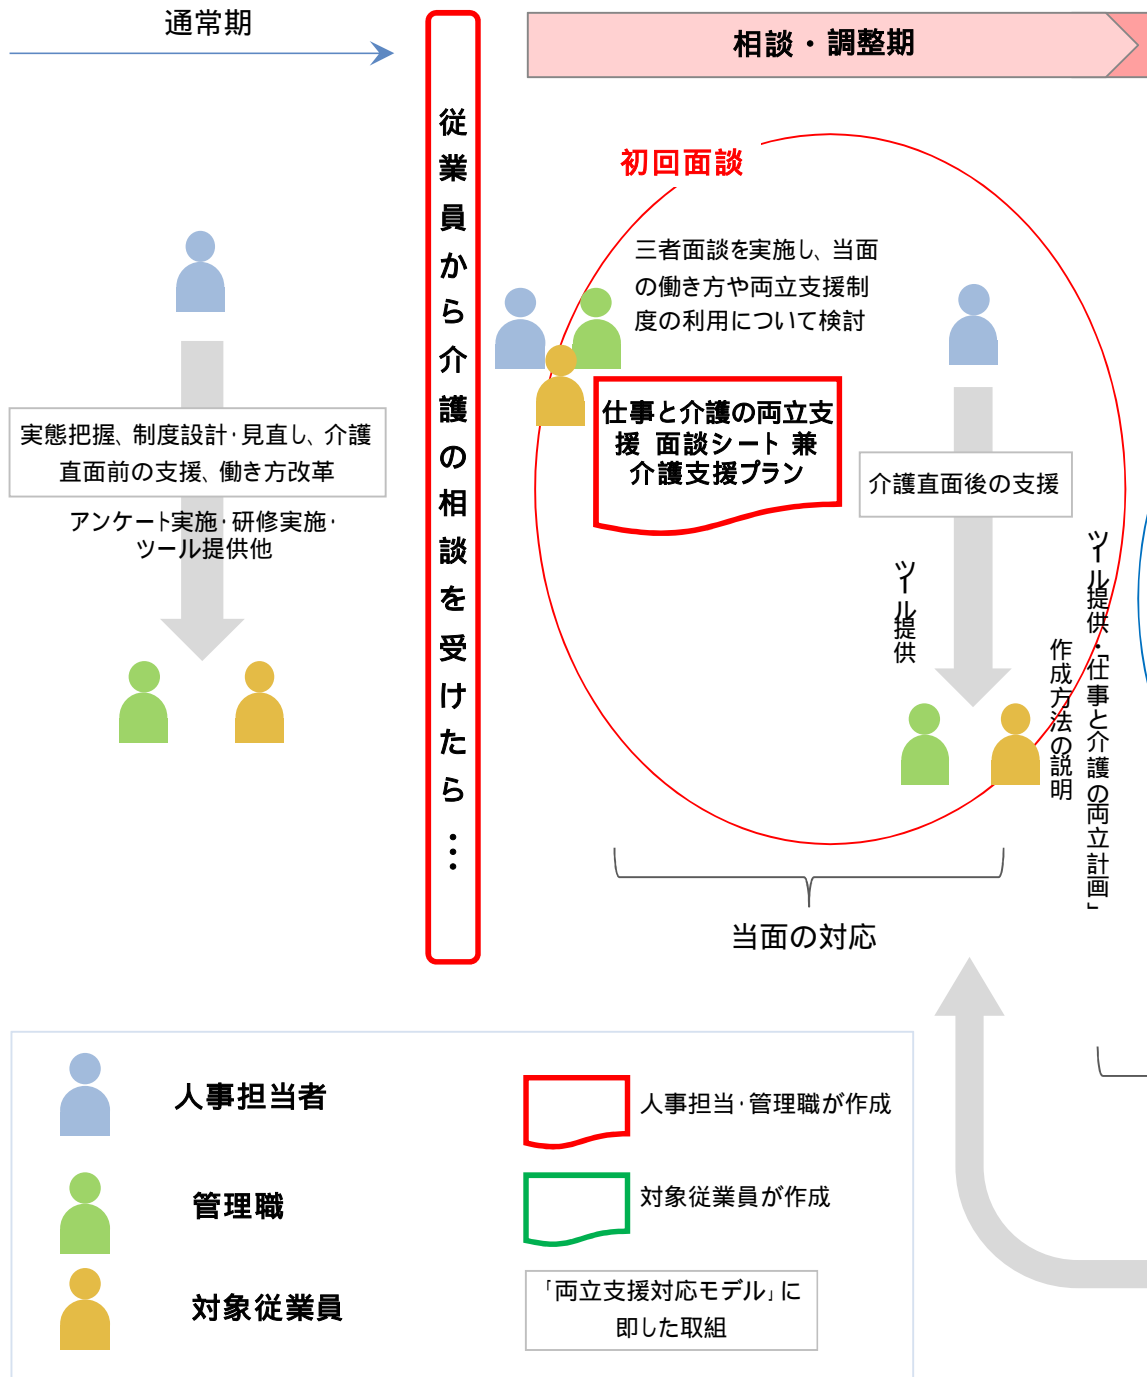 通常期
従業員から介護の相談を受けたら…
相談・調整期
初回面談
三者面談を実施し、当面
の働き方や両立支援制
度の利用について検討
仕事と介護の両立支
援 面談シート 兼
介護支援プラン
実態把握、制度設計・見直し、介護
直面前の支援、働き方改革
アンケート実施・研修実施・
ツール提供他
介護直面後の支援
ツール提供
ツール提供・「仕事と介護の両立計画」
作成方法の説明
当面の対応
人事担当者
管理職
対象従業員
人事担当・管理職が作成
対象従業員が作成
「両立支援対応モデル」に
即した取組